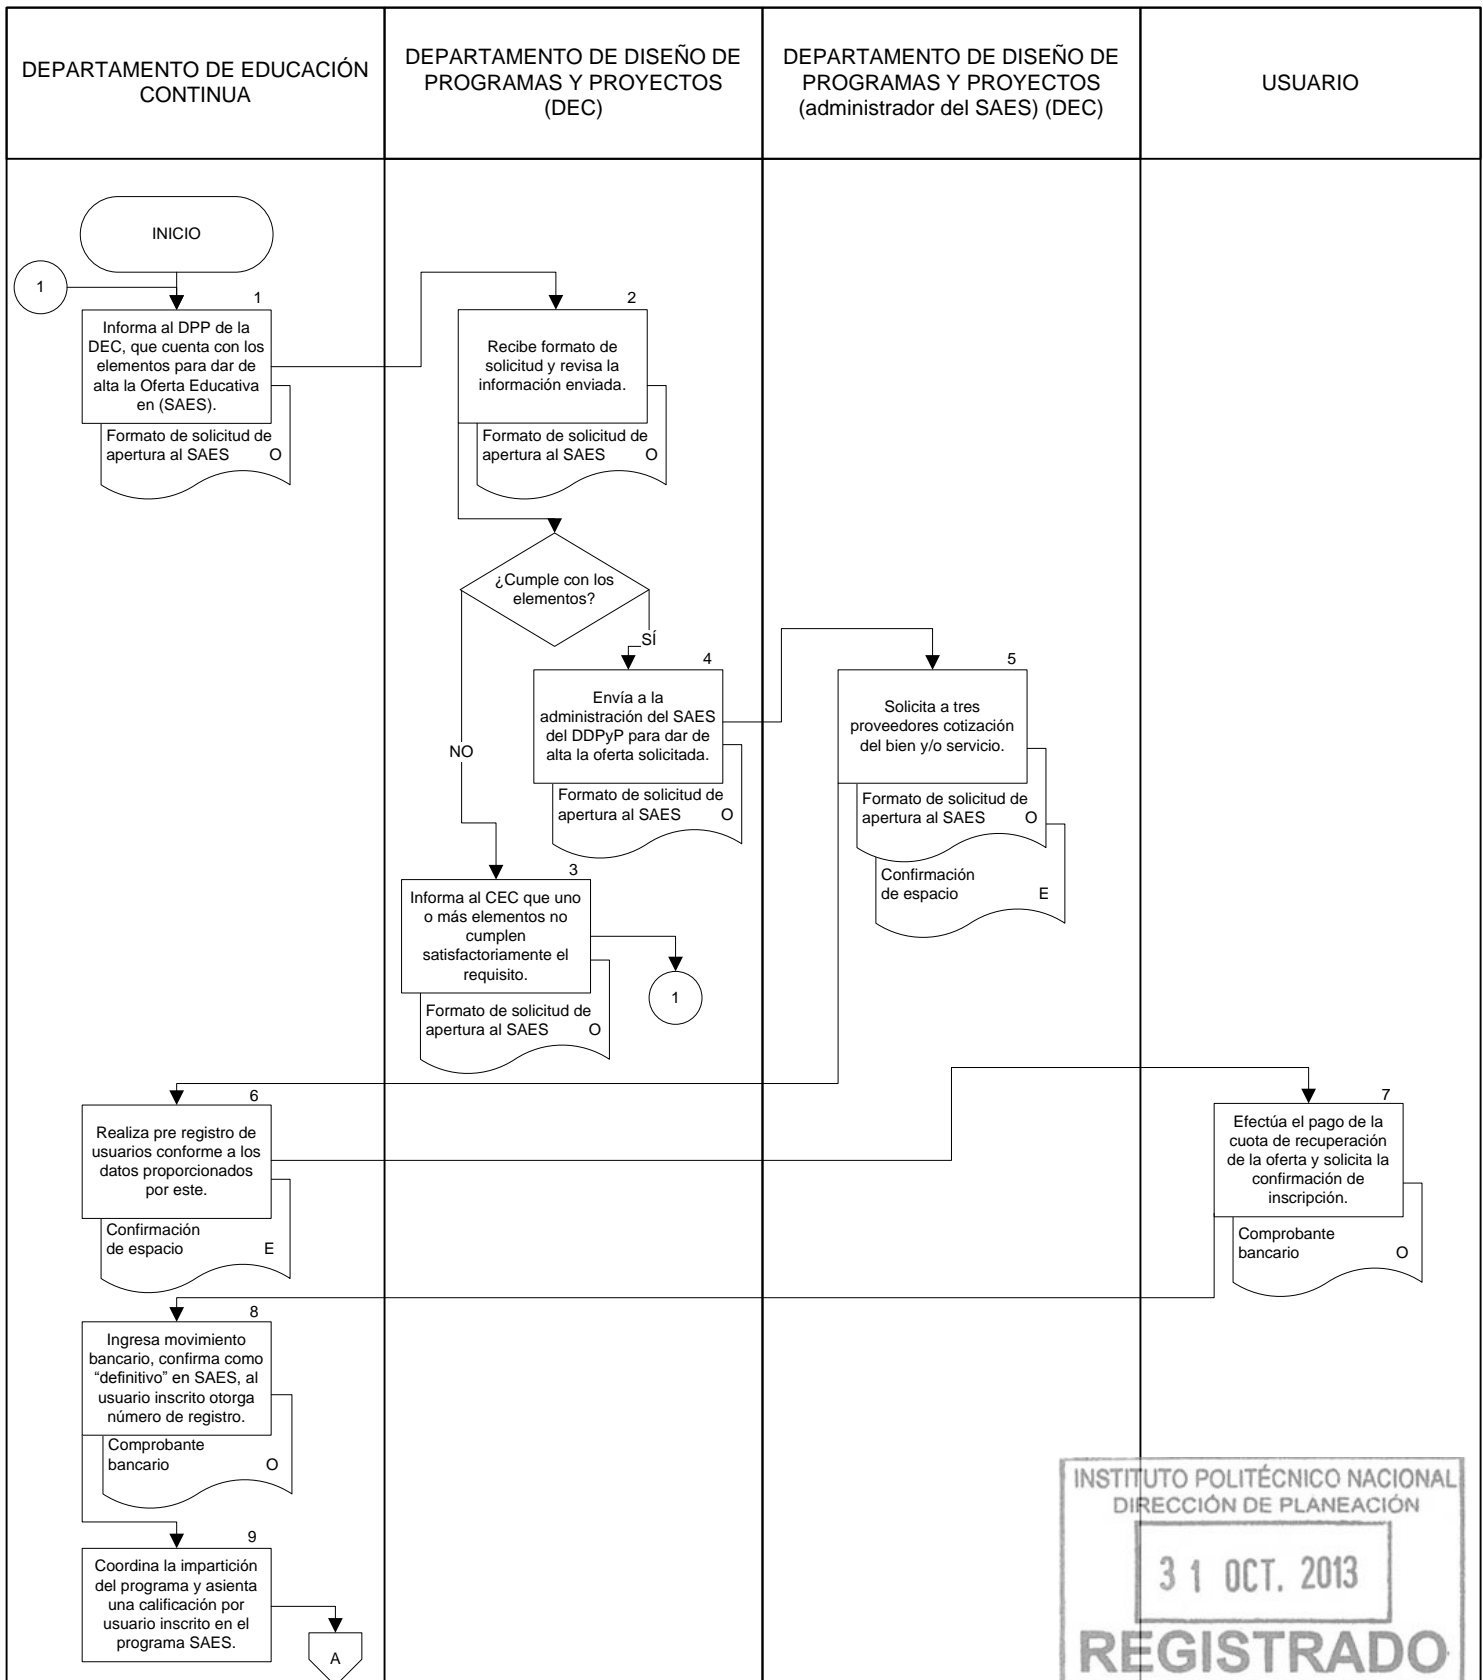 DEPARTAMENTO DE EDUCACIÓN
CONTINUA
DEPARTAMENTO DE DISEÑO DE
PROGRAMAS Y PROYECTOS
(DEC)
DEPARTAMENTO DE DISEÑO DE
PROGRAMAS Y PROYECTOS
(administrador del SAES) (DEC)
USUARIO
INICIO
1
1
Informa al DPP de la
DEC, que cuenta con los
elementos para dar de
alta la Oferta Educativa
en (SAES).
Formato de solicitud de
apertura al SAES O
2
Recibe formato de
solicitud y revisa la
información enviada.
Formato de solicitud de
apertura al SAES O
¿Cumple con los
elementos?
SÍ
NO
4
Envía a la
administración del SAES
del DDPyP para dar de
alta la oferta solicitada.
Formato de solicitud de
apertura al SAES O
5
Solicita a tres
proveedores cotización
del bien y/o servicio.
Formato de solicitud de
apertura al SAES O
Confirmación
de espacio E
3
Informa al CEC que uno
o más elementos no
cumplen
satisfactoriamente el
requisito.
Formato de solicitud de
apertura al SAES O
1
6
Realiza pre registro de
usuarios conforme a los
datos proporcionados
por este.
Confirmación
de espacio E
7
Efectúa el pago de la
cuota de recuperación
de la oferta y solicita la
confirmación de
inscripción.
Comprobante
bancario O
8
Ingresa movimiento
bancario, confirma como
“definitivo” en SAES, al
usuario inscrito otorga
número de registro.
Comprobante
bancario O
9
Coordina la impartición
del programa y asienta
una calificación por
usuario inscrito en el
programa SAES.
A
INSTITUTO POLITÉCNICO NACIONAL
DIRECCIÓN DE PLANEACIÓN
31 OCT. 2013
REGISTRADO